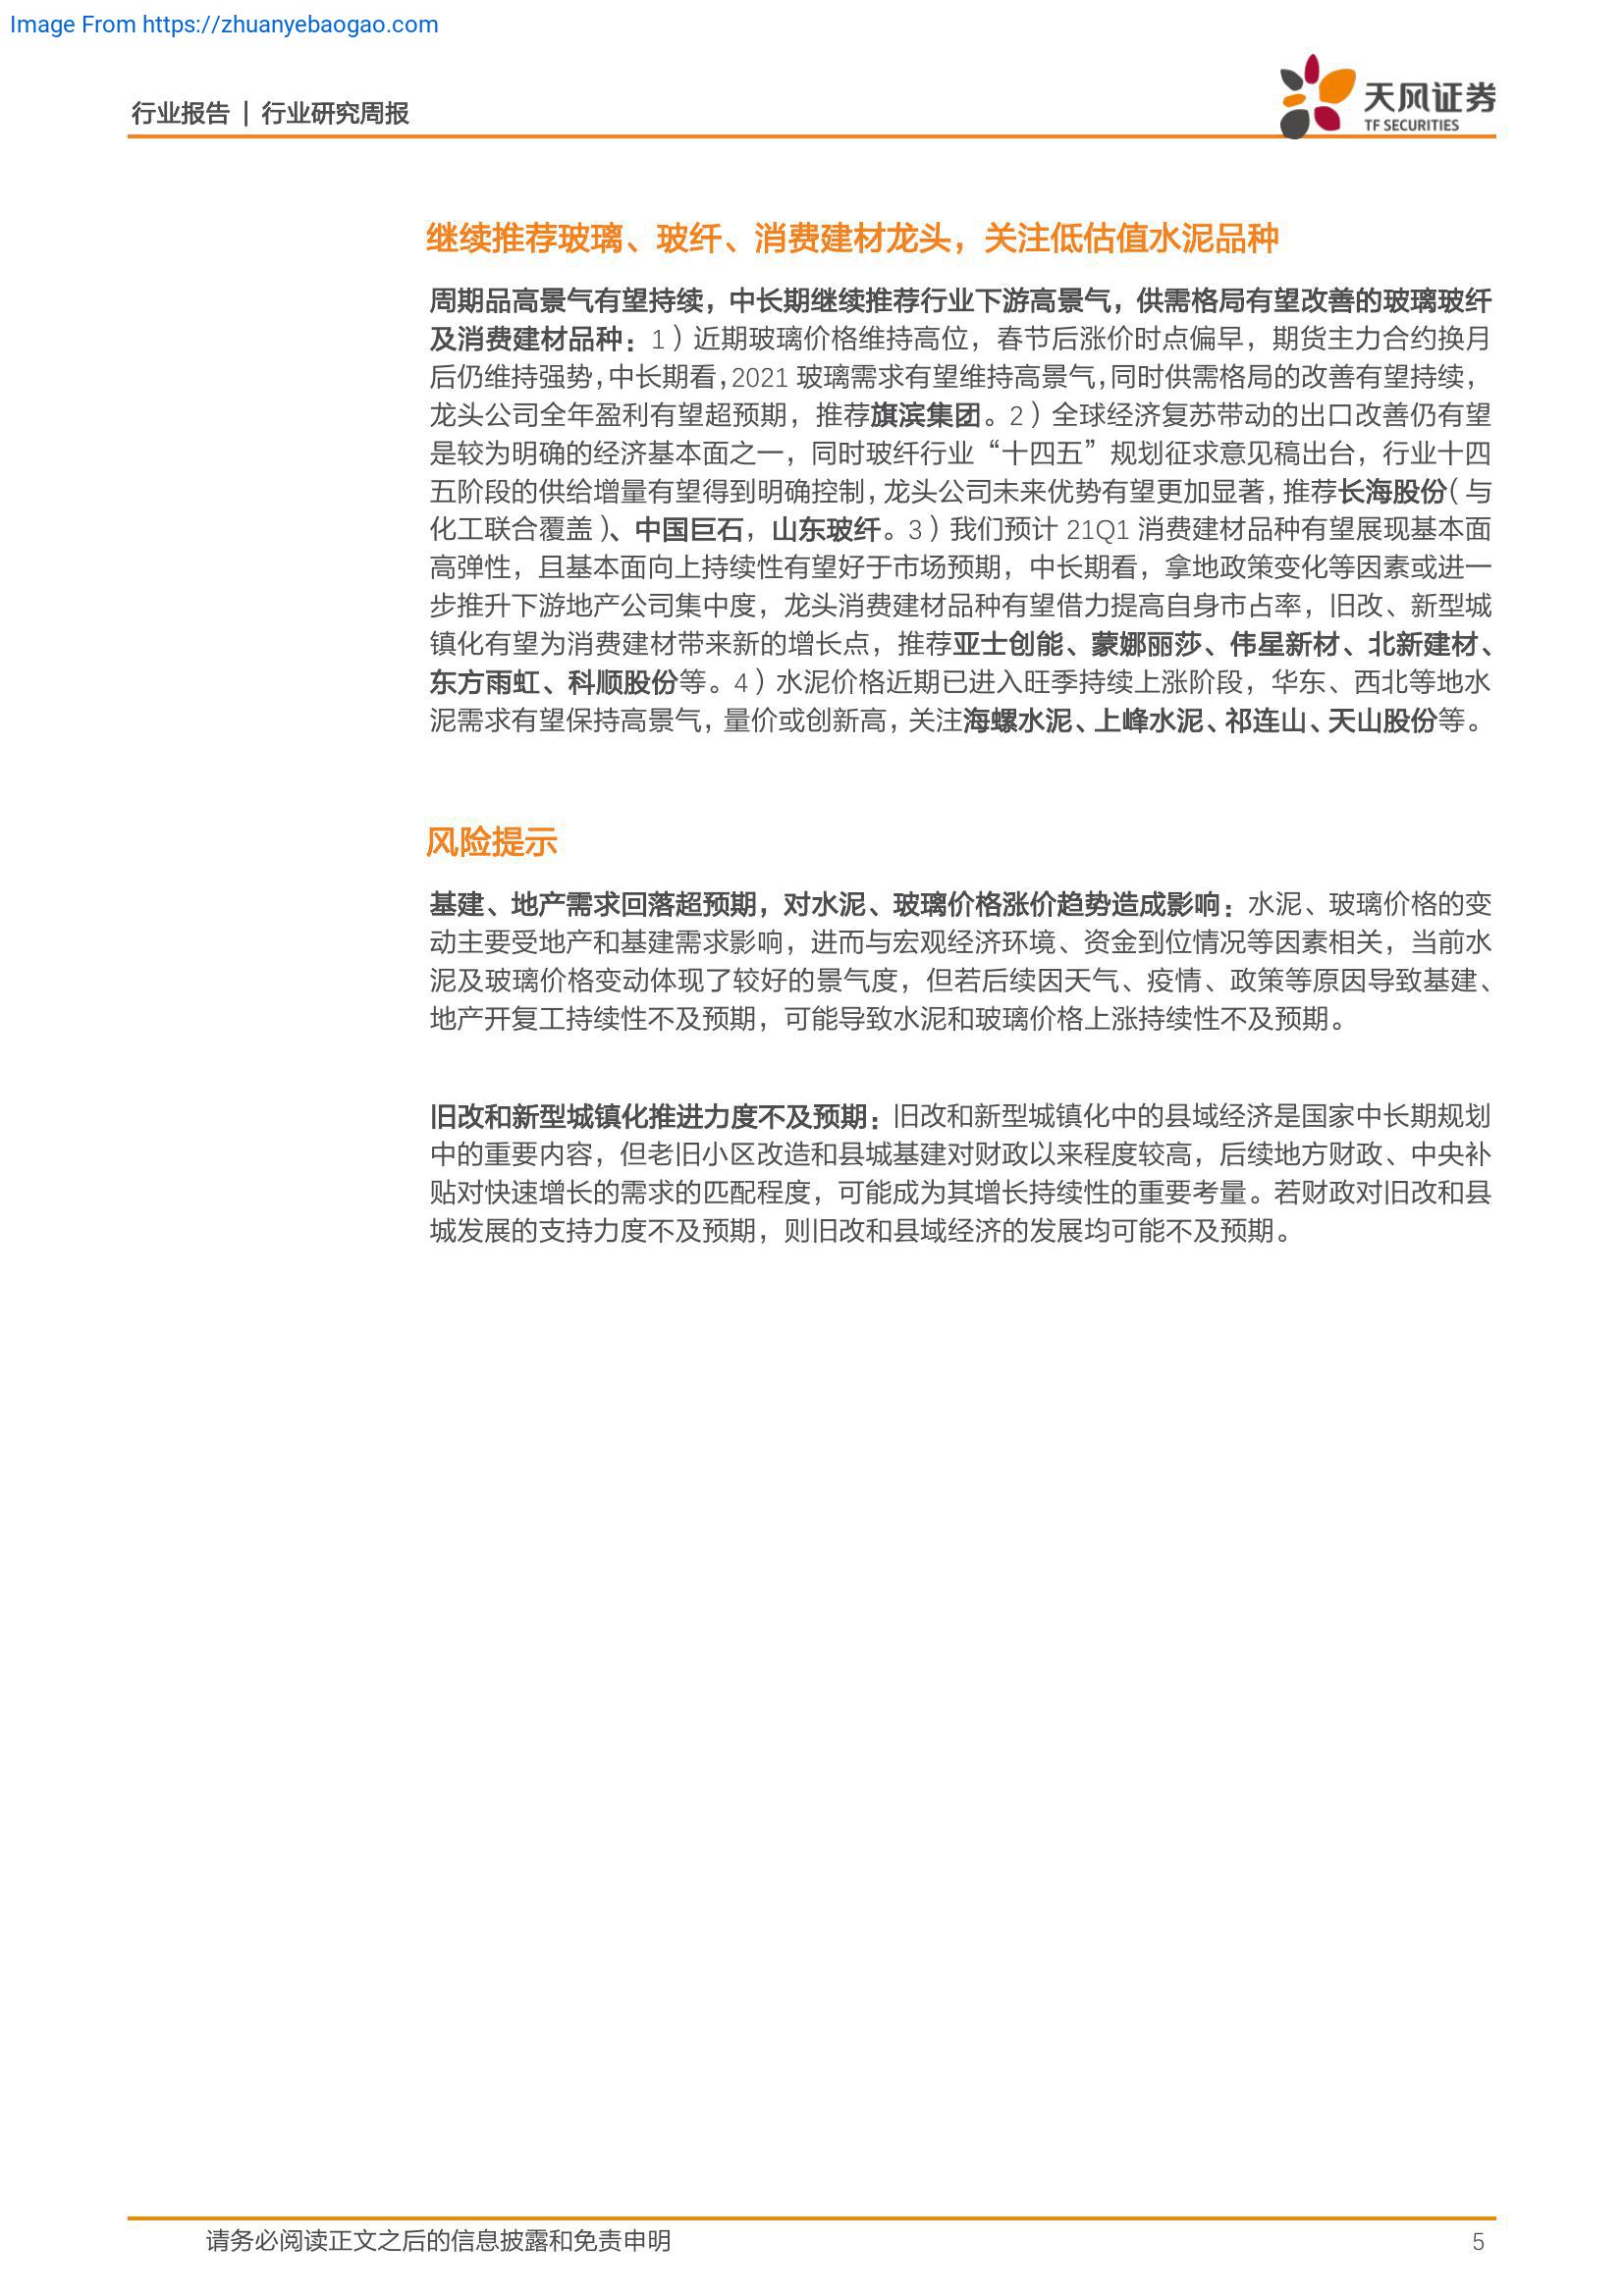 Image From https://zhuanyebaogao.com
行业报告 | 行业研究周报
天风证券
TF SECURITIES
继续推荐玻璃、玻纤、消费建材龙头，关注低估值水泥品种
周期品高景气有望持续，中长期继续推荐行业下游高景气，供需格局有望改善的玻璃玻纤
及消费建材品种：1）近期玻璃价格维持高位，春节后涨价时点偏早，期货主力合约换月
后仍维持强势，中长期看，2021 玻璃需求有望维持高景气，同时供需格局的改善有望持续，
龙头公司全年盈利有望超预期，推荐旗滨集团。2）全球经济复苏带动的出口改善仍有望
是较为明确的经济基本面之一，同时玻纤行业“十四五”规划征求意见稿出台，行业十四
五阶段的供给增量有望得到明确控制，龙头公司未来优势有望更加显著，推荐长海股份（与
化工联合覆盖）、中国巨石，山东玻纤。3）我们预计 21Q1 消费建材品种有望展现基本面
高弹性，且基本面向上持续性有望好于市场预期，中长期看，拿地政策变化等因素或进一
步推升下游地产公司集中度，龙头消费建材品种有望借力提高自身市占率，旧改、新型城
镇化有望为消费建材带来新的增长点，推荐亚士创能、蒙娜丽莎、伟星新材、北新建材、
东方雨虹、科顺股份等。4）水泥价格近期已进入旺季持续上涨阶段，华东、西北等地水
泥需求有望保持高景气，量价或创新高，关注海螺水泥、上峰水泥、祁连山、天山股份等。
风险提示
基建、地产需求回落超预期，对水泥、玻璃价格涨价趋势造成影响：水泥、玻璃价格的变
动主要受地产和基建需求影响，进而与宏观经济环境、资金到位情况等因素相关，当前水
泥及玻璃价格变动体现了较好的景气度，但若后续因天气、疫情、政策等原因导致基建、
地产开复工持续性不及预期，可能导致水泥和玻璃价格上涨持续性不及预期。
旧改和新型城镇化推进力度不及预期：旧改和新型城镇化中的县域经济是国家中长期规划
中的重要内容，但老旧小区改造和县城基建对财政以来程度较高，后续地方财政、中央补
贴对快速增长的需求的匹配程度，可能成为其增长持续性的重要考量。若财政对旧改和县
城发展的支持力度不及预期，则旧改和县域经济的发展均可能不及预期。
请务必阅读正文之后的信息披露和免责申明
5